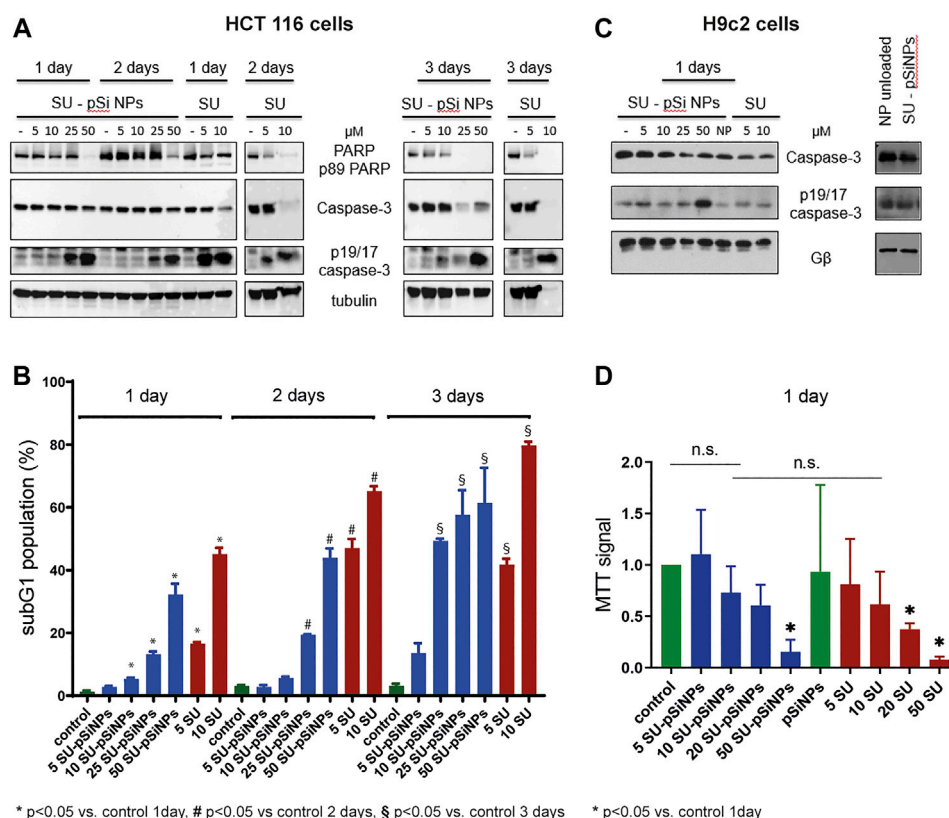 A
HCT 116 cells
1 day 2 days 1 day 2 days 3 days 3 days
SU - pSi NPs SU SU SU - pSi NPs SU
- 5 10 25 50 - 5 10 25 50 - 5 10 - 5 10 µM - 5 10 25 50 - 5 10
PARP
p89 PARP
Caspase-3
p19/17
caspase-3
tubulin
C
H9c2 cells
1 days
SU - pSi NPs SU
- 5 10 25 50 NP 5 10 µM
NP unloaded
SU - pSiNPs
Caspase-3
p19/17
caspase-3
Gβ
B
1 day 2 days 3 days
subG1 population (%)
100
80
60
40
20
0
* * * * *
# # # #
§ § § § §
control 5 SU-pSiNPs 10 SU-pSiNPs 25 SU-pSiNPs 50 SU-pSiNPs 5 SU 10 SU control 5 SU-pSiNPs 10 SU-pSiNPs 25 SU-pSiNPs 50 SU-pSiNPs 5 SU 10 SU control 5 SU-pSiNPs 10 SU-pSiNPs 25 SU-pSiNPs 50 SU-pSiNPs 5 SU 10 SU
* p<0.05 vs. control 1day, # p<0.05 vs control 2 days, § p<0.05 vs. control 3 days
D
1 day
n.s. n.s.
MTT signal
2.0
1.5
1.0
0.5
0.0
* * *
control 5 SU-pSiNPs 10 SU-pSiNPs 25 SU-pSiNPs 50 SU-pSiNPs pSiNPs 5 SU 10 SU 20 SU 50 SU
* p<0.05 vs. control 1day